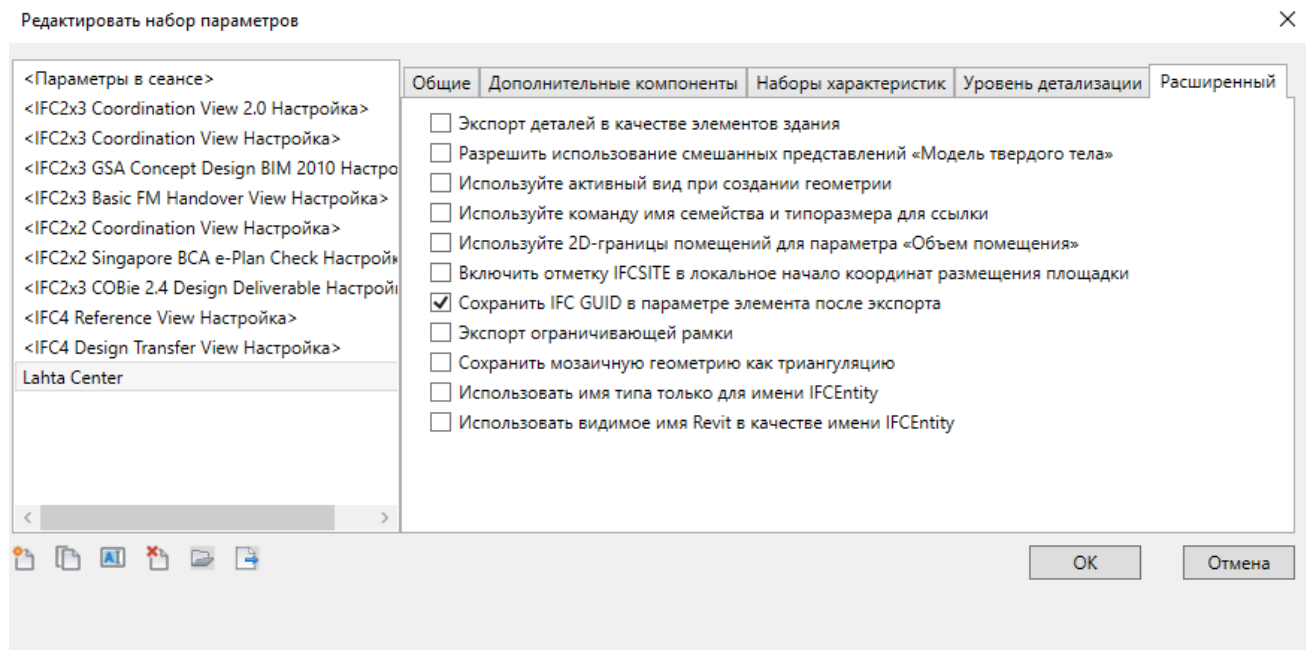 Редактировать набор параметров
<Параметры в сеансе>
<IFC2x3 Coordination View 2.0 Настройка>
<IFC2x3 Coordination View Настройка>
<IFC2x3 GSA Concept Design BIM 2010 Настро
<IFC2x3 Basic FM Handover View Настройка>
<IFC2x2 Coordination View Настройка>
<IFC2x2 Singapore BCA e-Plan Check Настройк
<IFC2x3 COBie 2.4 Design Deliverable Настрой
<IFC4 Reference View Настройка>
<IFC4 Design Transfer View Настройка>
Lahta Center
Общие Дополнительные компоненты Наборы характеристик Уровень детализации Расширенный
Экспорт деталей в качестве элементов здания
Разрешить использование смешанных представлений «Модель твердого тела»
Используйте активный вид при создании геометрии
Используйте команду имя семейства и типоразмера для ссылки
Используйте 2D-границы помещений для параметра «Объем помещения»
Включить отметку IFCSITE в локальное начало координат размещения площадки
Сохранить IFC GUID в параметре элемента после экспорта
Экспорт ограничивающей рамки
Сохранить мозаичную геометрию как триангуляцию
Использовать имя типа только для имени IFCEntity
Использовать видимое имя Revit в качестве имени IFCEntity
OK Отмена